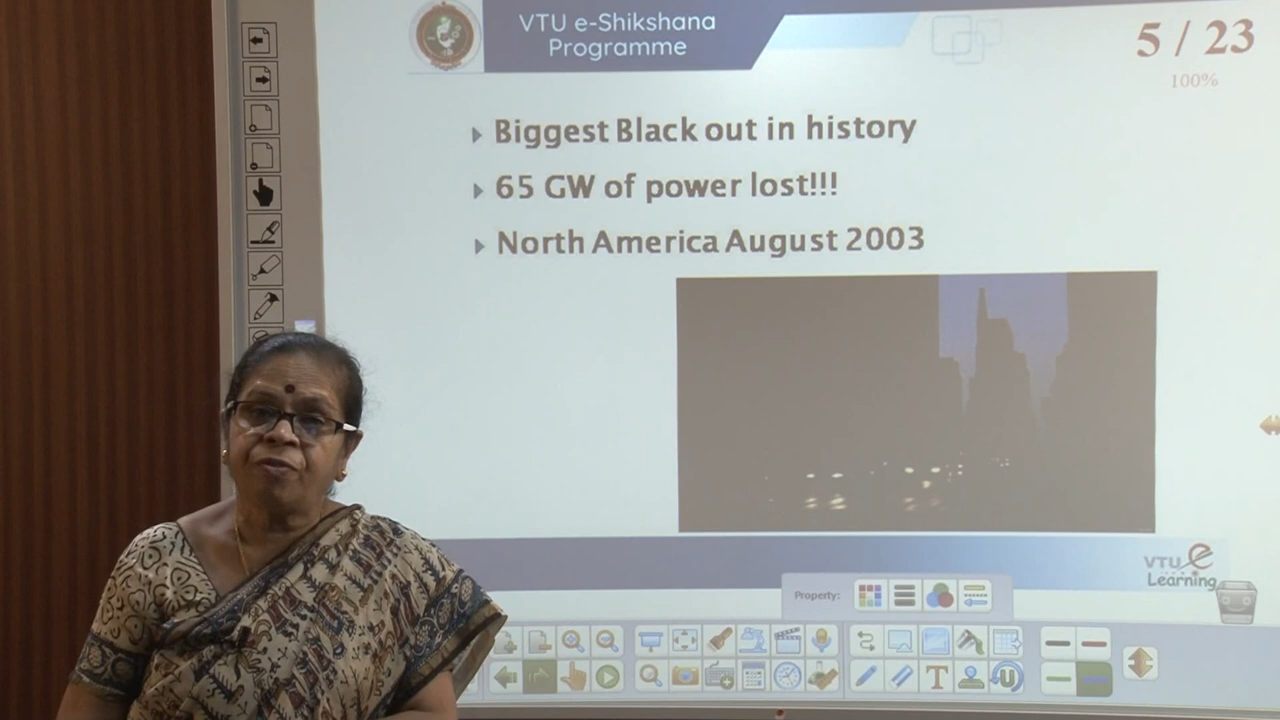 VTU e-Shikshana
Programme
5 / 23
100%
Biggest Black out in history
65 GW of power lost!!!
North America August 2003
VTU e
Learning
Property:
T